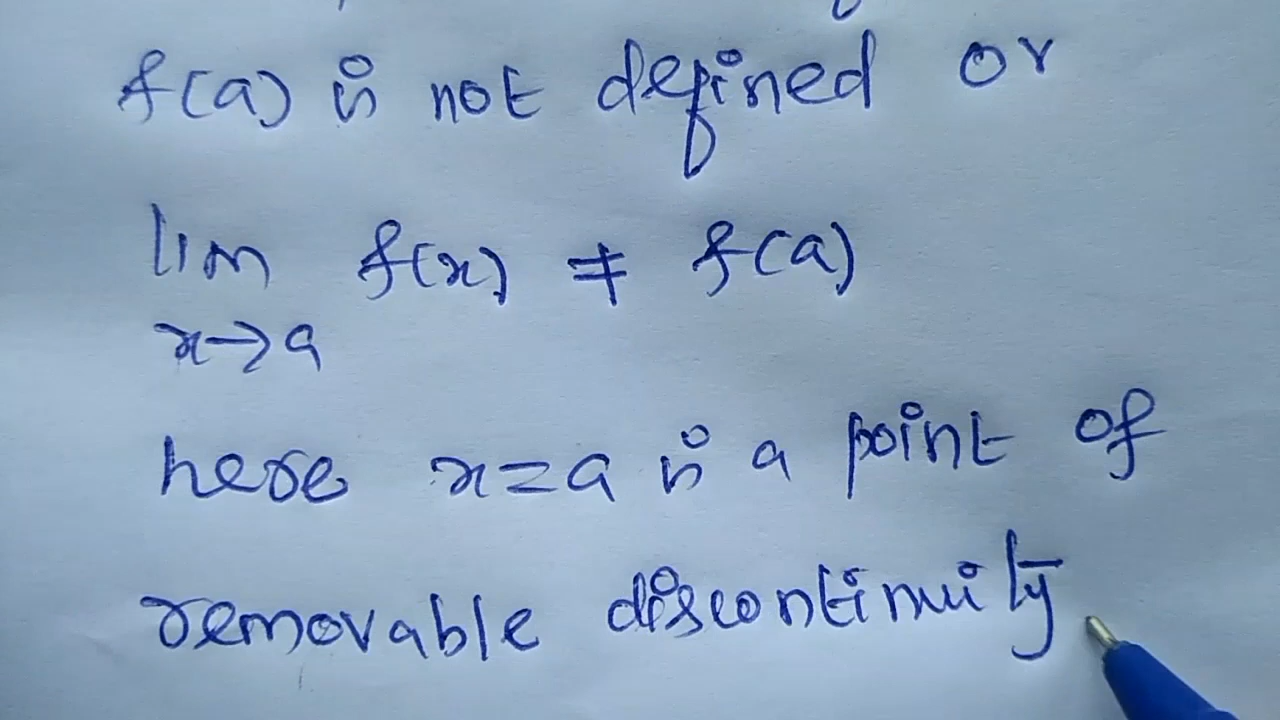 f(a) is not defined or
lim f(x) ≠ f(a)
x→a
here x=a is a point of
removable discontinuity